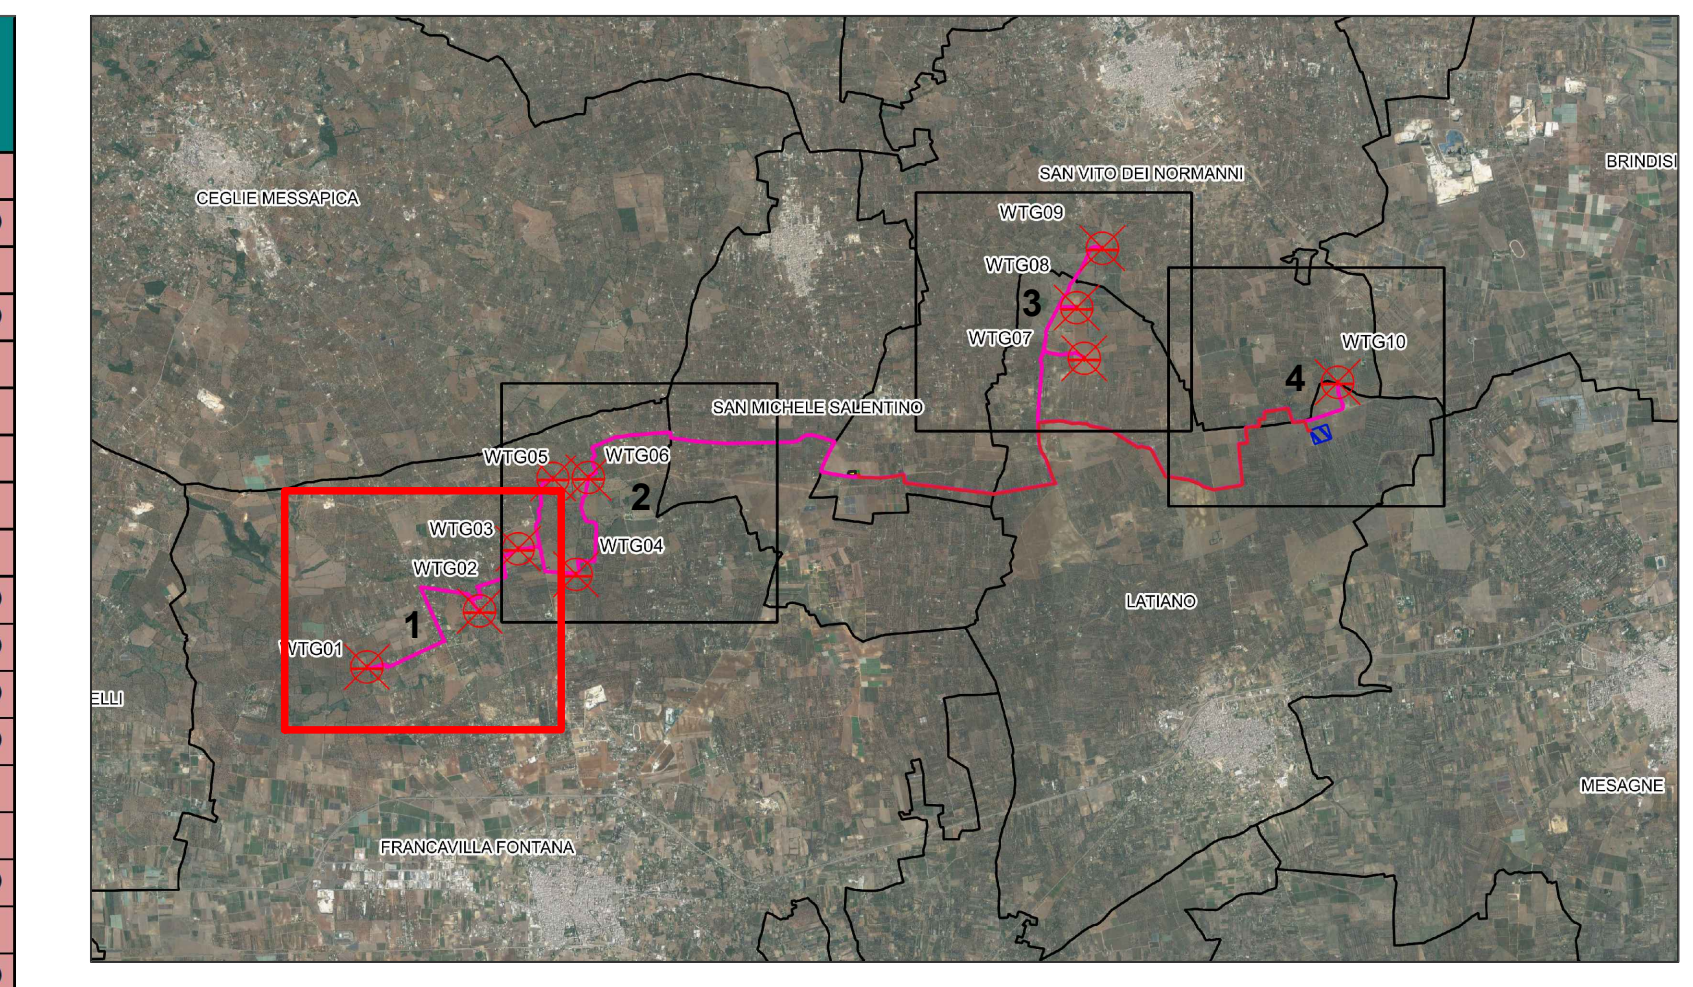 BRINDISI
SAN VITO DEI NORMANNI
CEGLIE MESSAPICA
WTG09
WTG08
3
WTG07
WTG10
4
SAN MICHELE SALENTINO
WTG05
WTG06
2
WTG03
WTG04
WTG02
LATIANO
1
WTG01
ELLI
MESAGNE
FRANCAVILLA FONTANA